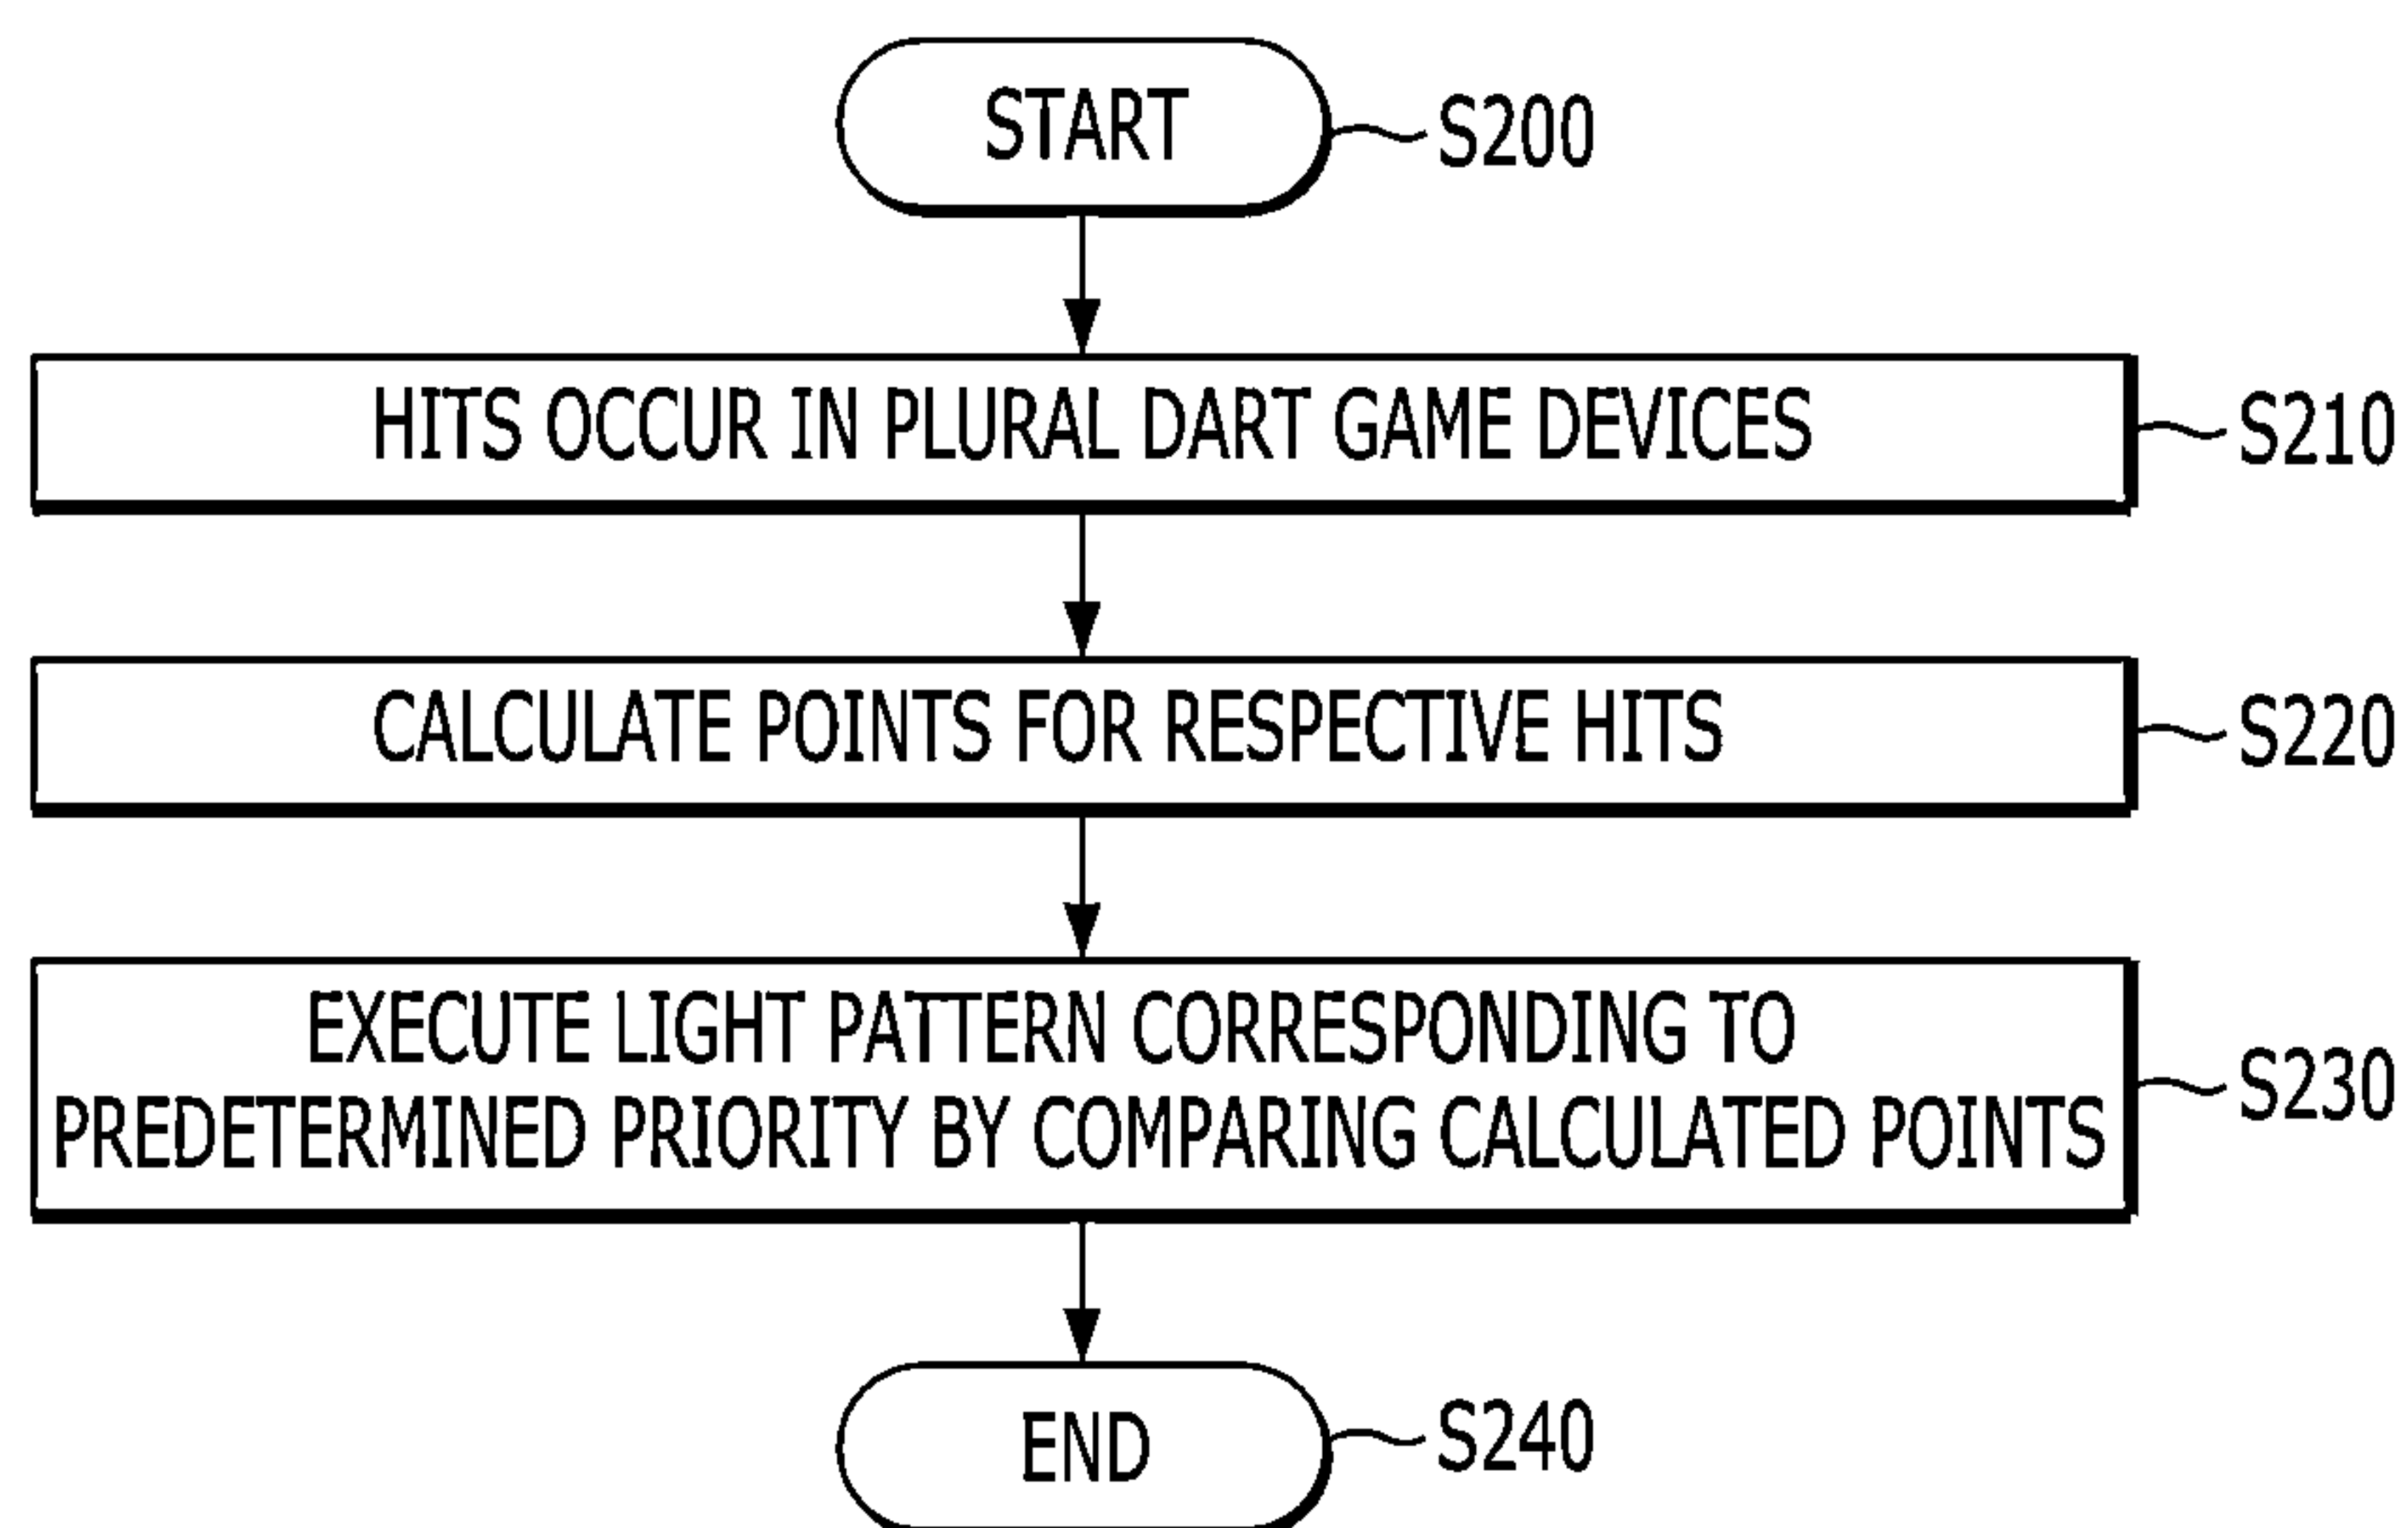 START
S200
HITS OCCUR IN PLURAL DART GAME DEVICES
S210
CALCULATE POINTS FOR RESPECTIVE HITS
S220
EXECUTE LIGHT PATTERN CORRESPONDING TO
PREDETERMINED PRIORITY BY COMPARING CALCULATED POINTS
S230
END
S240